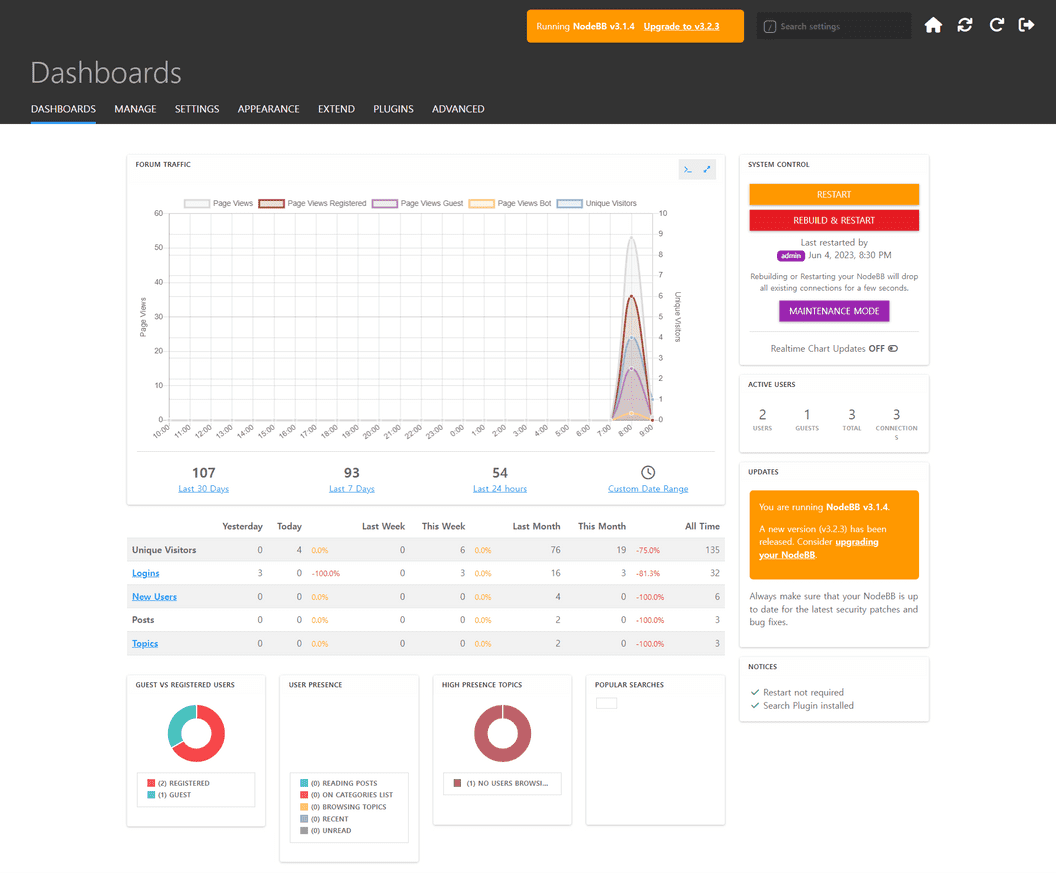 Running NodeBB v3.1.4 Upgrade to v3.2.3
/ Search settings
Dashboards
DASHBOARDS MANAGE SETTINGS APPEARANCE EXTEND PLUGINS ADVANCED
FORUM TRAFFIC
Page Views Page Views Registered Page Views Guest Page Views Bot Unique Visitors
60
50
40
30
20
10
0
Page Views
10
9
8
7
6
5
4
3
2
1
0
Unique Visitors
10:00 11:00 12:00 13:00 14:00 15:00 16:00 17:00 18:00 19:00 20:00 21:00 22:00 23:00 0:00 1:00 2:00 3:00 4:00 5:00 6:00 7:00 8:00 9:00
107 93 54
Last 30 Days Last 7 Days Last 24 hours Custom Date Range
Yesterday Today Last Week This Week Last Month This Month All Time
Unique Visitors 0 4 0.0% 0 6 0.0% 76 19 -75.0% 135
Logins 3 0 -100.0% 0 3 0.0% 16 3 -81.3% 32
New Users 0 0 0.0% 0 0 0.0% 4 0 -100.0% 6
Posts 0 0 0.0% 0 0 0.0% 2 0 -100.0% 3
Topics 0 0 0.0% 0 0 0.0% 2 0 -100.0% 3
GUEST VS REGISTERED USERS
(2) REGISTERED
(1) GUEST
USER PRESENCE
(0) READING POSTS
(0) ON CATEGORIES LIST
(0) BROWSING TOPICS
(0) RECENT
(0) UNREAD
HIGH PRESENCE TOPICS
(1) NO USERS BROWSI...
POPULAR SEARCHES
SYSTEM CONTROL
RESTART
REBUILD & RESTART
Last restarted by
admin Jun 4, 2023, 8:30 PM
Rebuilding or Restarting your NodeBB will drop
all existing connections for a few seconds.
MAINTENANCE MODE
Realtime Chart Updates OFF
ACTIVE USERS
2 1 3 3
USERS GUESTS TOTAL CONNECTION
S
UPDATES
You are running NodeBB v3.1.4.
A new version (v3.2.3) has been
released. Consider upgrading
your NodeBB.
Always make sure that your NodeBB is up
to date for the latest security patches and
bug fixes.
NOTICES
Restart not required
Search Plugin installed